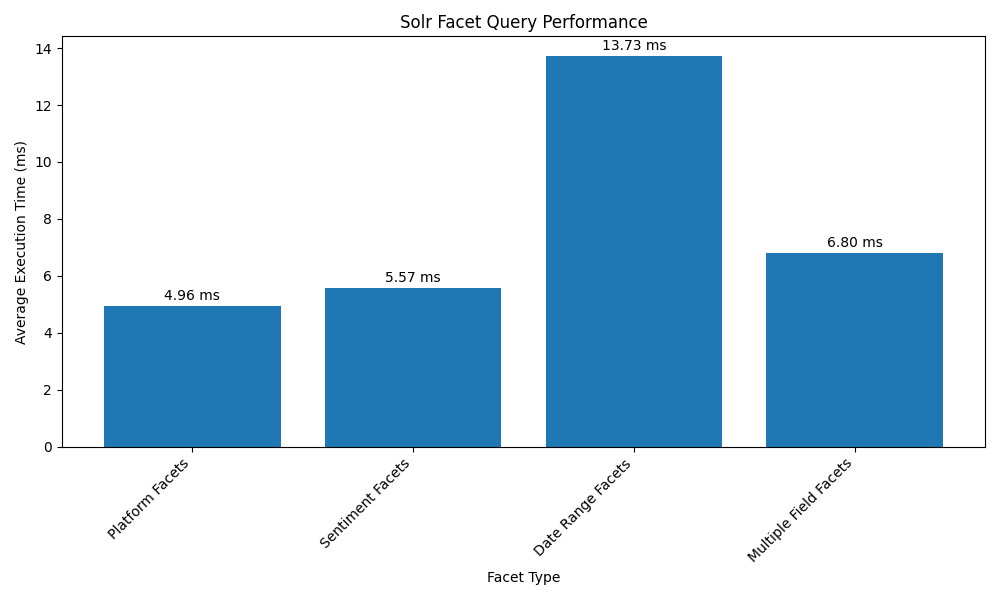 Solr Facet Query Performance
Average Execution Time (ms)
14
12
10
8
6
4
2
0
4.96 ms
5.57 ms
13.73 ms
6.80 ms
Platform Facets
Sentiment Facets
Date Range Facets
Multiple Field Facets
Facet Type